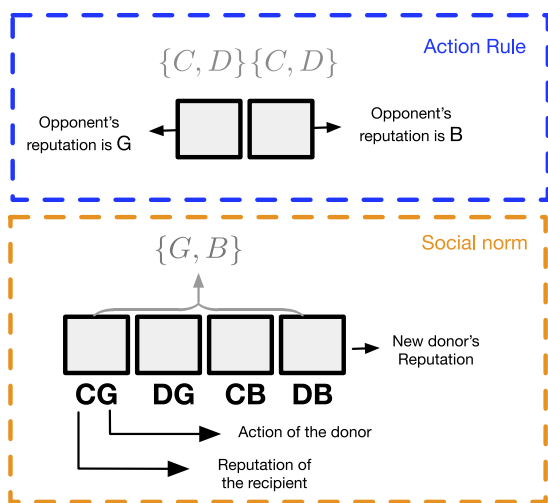 Action Rule
{C, D}{C, D}
Opponent's
reputation is G
Opponent's
reputation is B
Social norm
{G, B}
New donor's
Reputation
CG DG CB DB
Action of the donor
Reputation of
the recipient